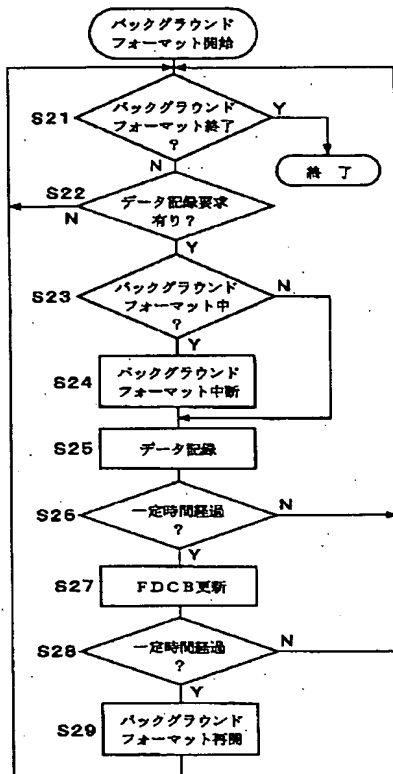 バックグラウンド
フォーマット開始
S21
バックグラウンド
フォーマット終了
?
Y
N
終 了
S22
データ記録要求
有り?
N
Y
S23
バックグラウンド
フォーマット中
?
N
Y
S24
バックグラウンド
フォーマット中断
S25
データ記録
S26
一定時間経過
?
N
Y
S27
FDCB更新
S28
一定時間経過
?
N
Y
S29
バックグラウンド
フォーマット再開